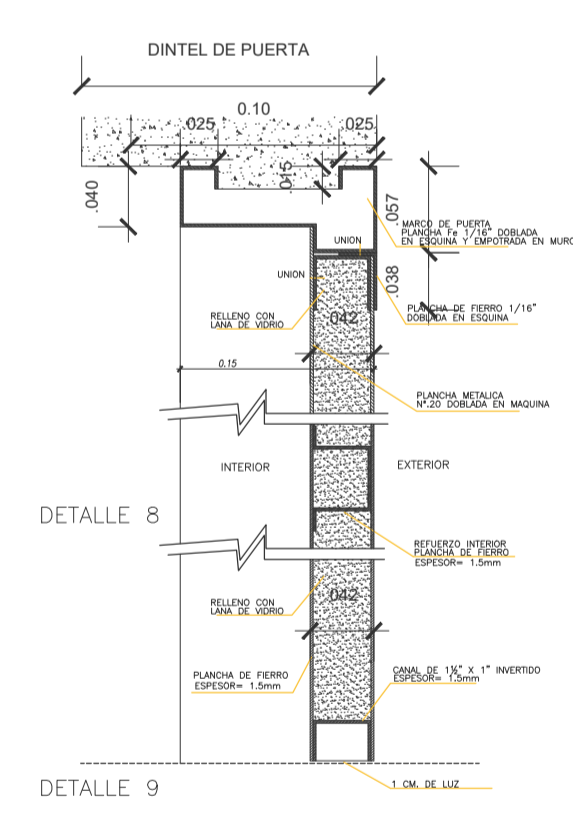 DINTEL DE PUERTA
0.10
.025
.025
.015
.040
.057
MARCO DE PUERTA
PLANCHA Fe 1/16" DOBLADA
EN ESQUINA Y EMPOTRADA EN MURO
UNION
UNION
.038
RELLENO CON
LANA DE VIDRIO
.042
PLANCHA DE FIERRO 1/16"
DOBLADA EN ESQUINA
0.15
PLANCHA METALICA
Nº.20 DOBLADA EN MAQUINA
INTERIOR
EXTERIOR
DETALLE 8
REFUERZO INTERIOR
PLANCHA DE FIERRO
ESPESOR= 1.5mm
RELLENO CON
LANA DE VIDRIO
.042
PLANCHA DE FIERRO
ESPESOR= 1.5mm
CANAL DE 1½" X 1" INVERTIDO
ESPESOR= 1.5mm
DETALLE 9
1 CM. DE LUZ